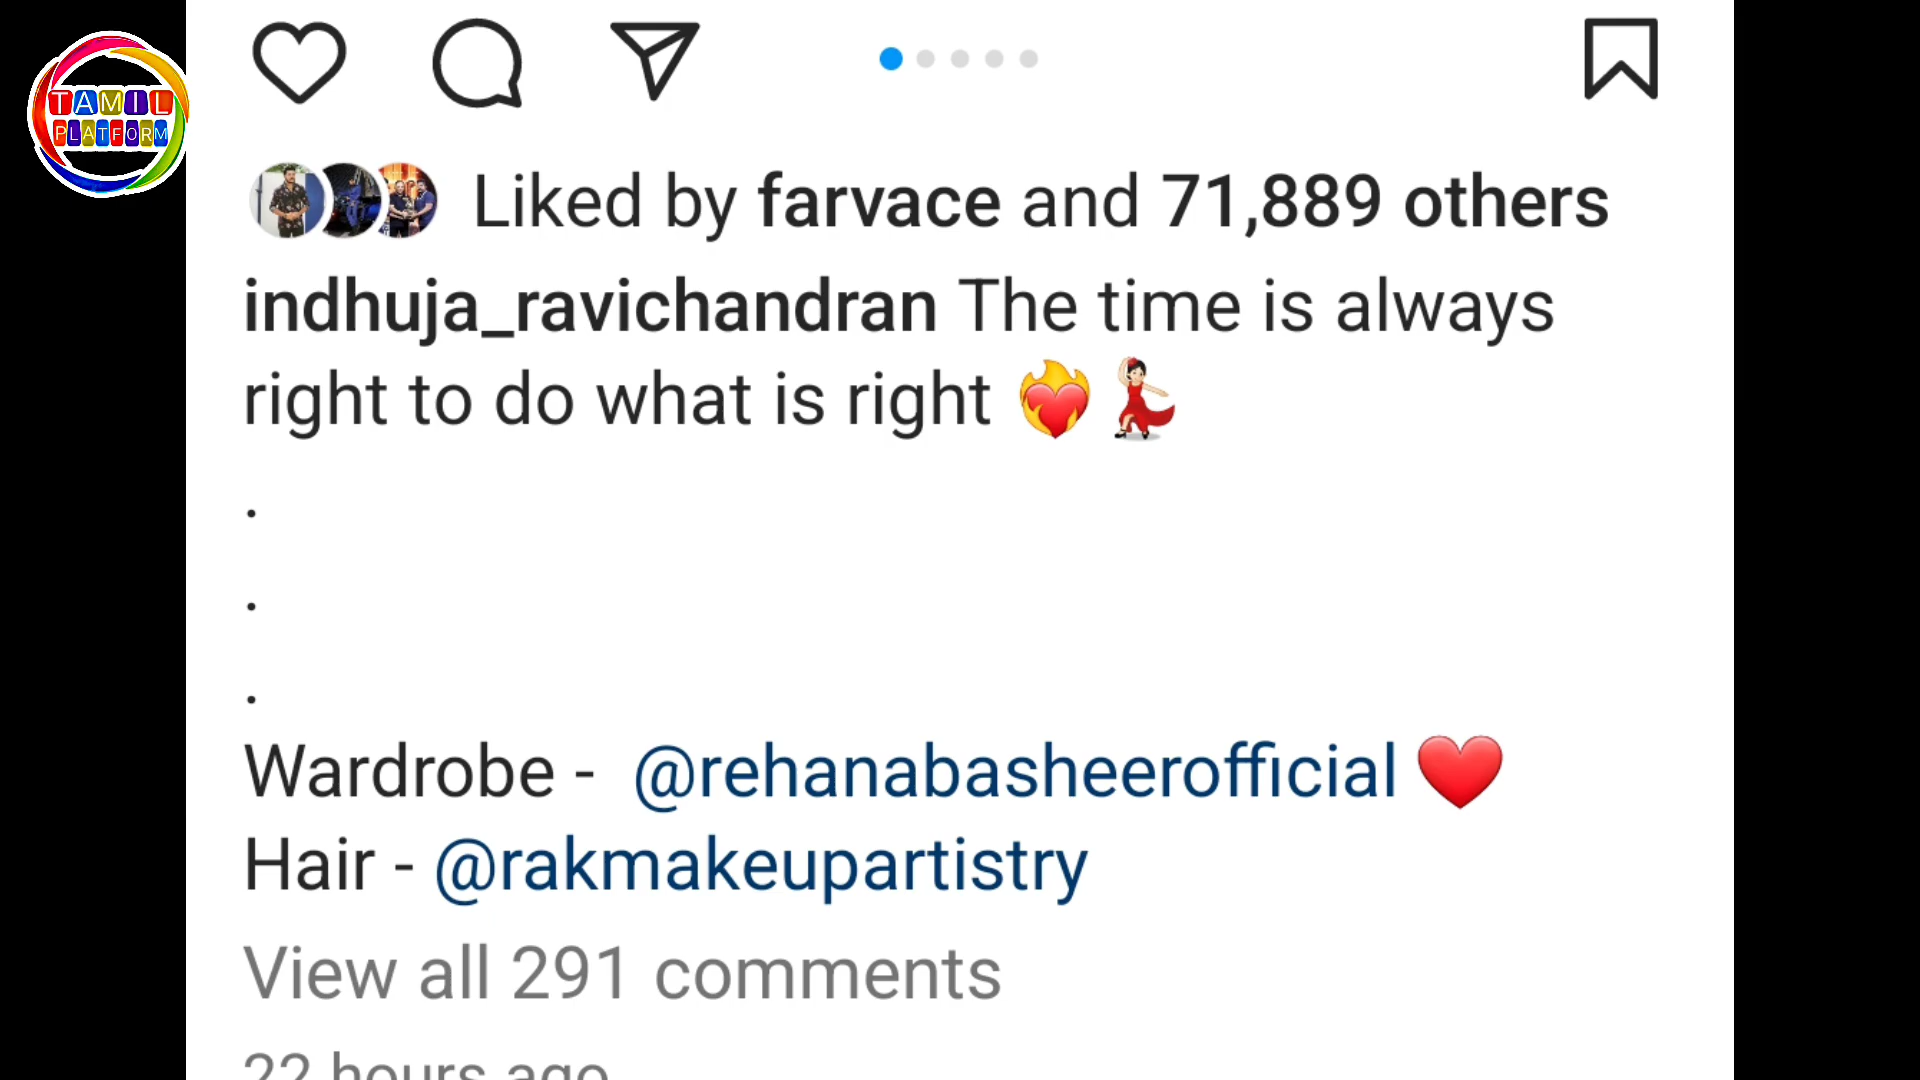 TAMIL
PLATFORM
Liked by farvace and 71,889 others
indhuja_ravichandran The time is always
right to do what is right ❤️‍🔥💃🏻
.
.
.
Wardrobe - @rehanabasheerofficial ❤️
Hair - @rakmakeupartistry
View all 291 comments
22 hours ago